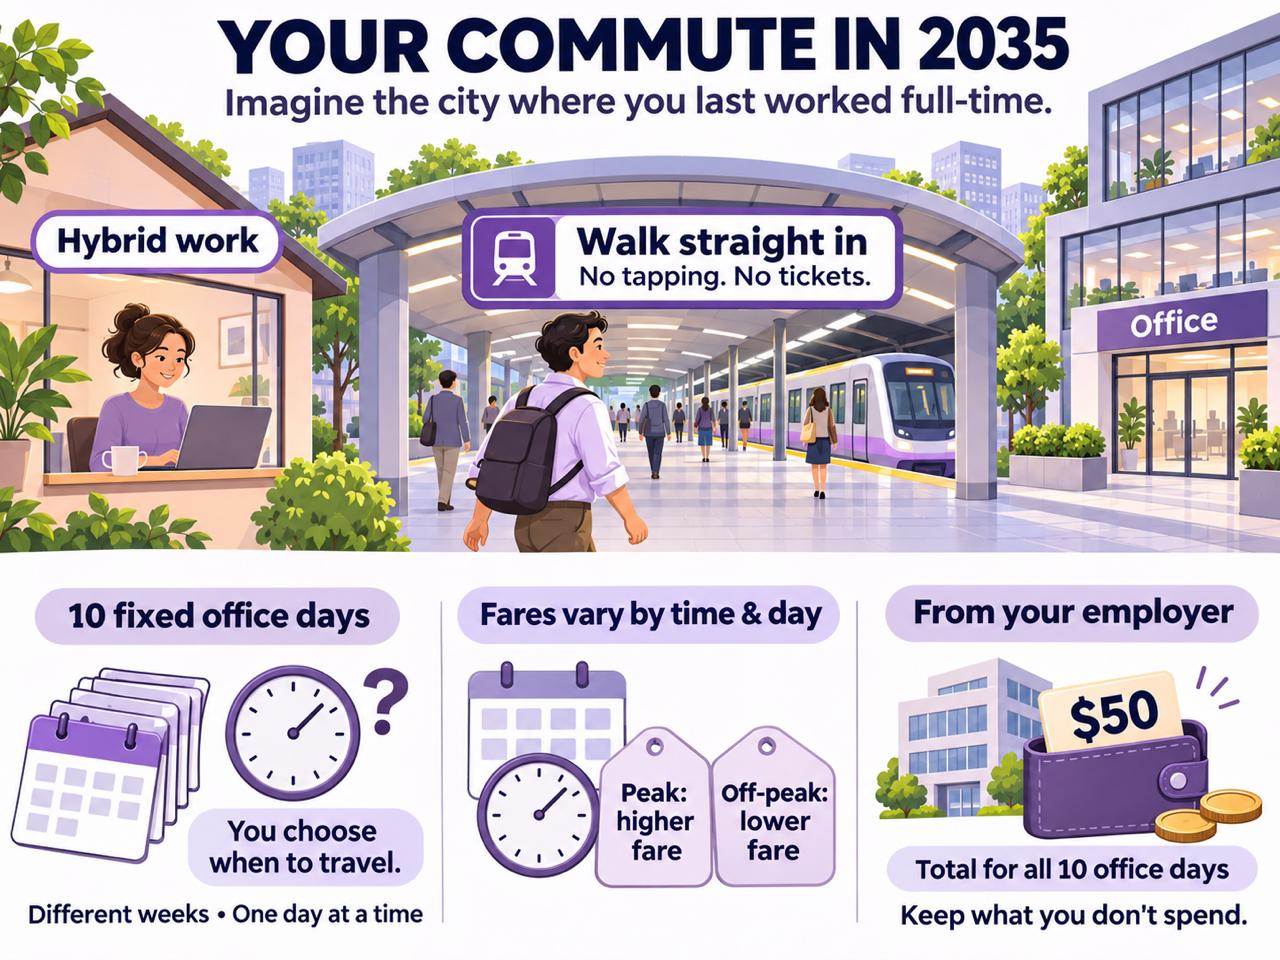 YOUR COMMUTE IN 2035
Imagine the city where you last worked full-time.
Hybrid work
Walk straight in
No tapping. No tickets.
Office
10 fixed office days
?
You choose
when to travel.
Different weeks • One day at a time
Fares vary by time & day
Peak:
higher
fare
Off-peak:
lower
fare
From your employer
$50
Total for all 10 office days
Keep what you don't spend.